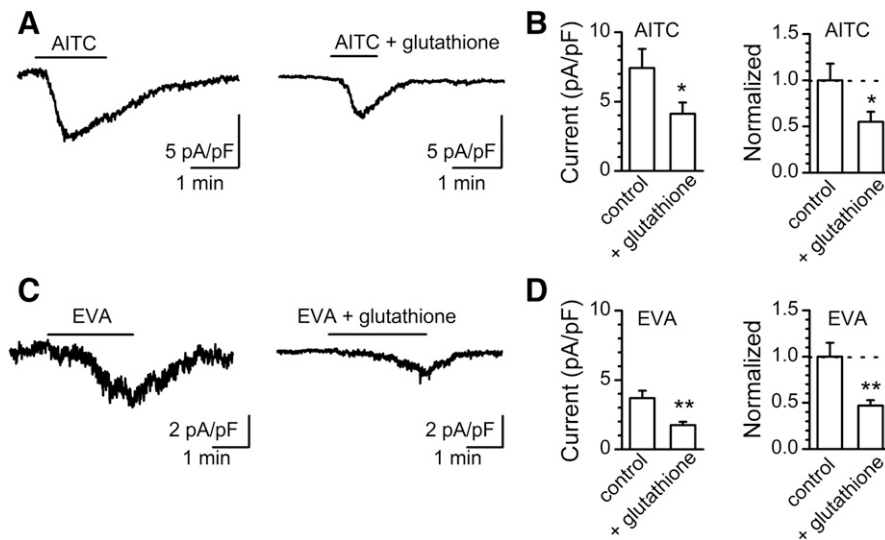 A
AITC
5 pA/pF
1 min
AITC + glutathione
5 pA/pF
1 min
B
Current (pA/pF)
10
5
0
AITC
*
control
+ glutathione
Normalized
1.5
1.0
0.5
0.0
AITC
*
control
+ glutathione
C
EVA
2 pA/pF
1 min
EVA + glutathione
2 pA/pF
1 min
D
Current (pA/pF)
10
5
0
EVA
**
control
+ glutathione
Normalized
1.5
1.0
0.5
0.0
EVA
**
control
+ glutathione